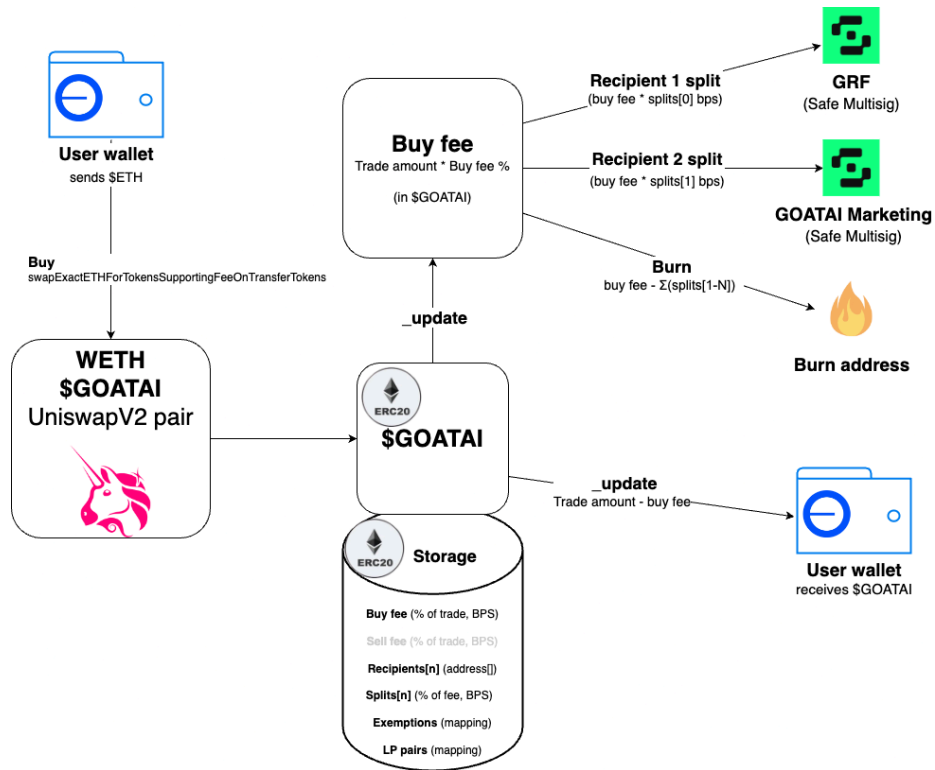 User wallet
sends $ETH
Buy
swapExactETHForTokensSupportingFeeOnTransferTokens
WETH
$GOATAI
UniswapV2 pair
Buy fee
Trade amount * Buy fee %
(in $GOATAI)
Recipient 1 split
(buy fee * splits[0] bps)
GRF
(Safe Multisig)
Recipient 2 split
(buy fee * splits[1] bps)
GOATAI Marketing
(Safe Multisig)
Burn
buy fee - Σ(splits[1-N])
Burn address
_update
ERC20
$GOATAI
_update
Trade amount - buy fee
User wallet
receives $GOATAI
ERC20
Storage
Buy fee (% of trade, BPS)
Sell fee (% of trade, BPS)
Recipients[n] (address[])
Splits[n] (% of fee, BPS)
Exemptions (mapping)
LP pairs (mapping)